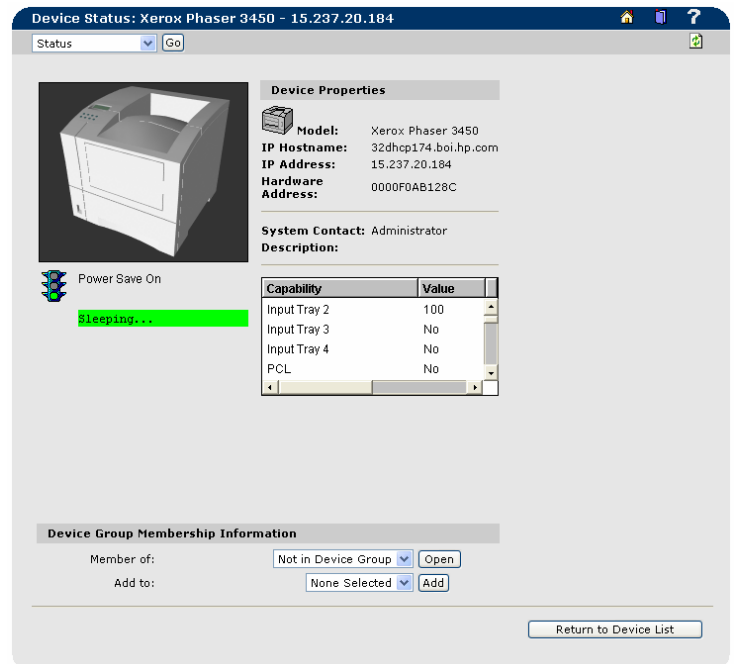 Device Status: Xerox Phaser 3450 - 15.237.20.184
?
Status
Go
Device Properties
Model: Xerox Phaser 3450
IP Hostname: 32dhcp174.boi.hp.com
IP Address: 15.237.20.184
Hardware Address: 0000F0AB128C
System Contact: Administrator
Description:
Power Save On
Sleeping...
Capability Value
Input Tray 2 100
Input Tray 3 No
Input Tray 4 No
PCL No
Device Group Membership Information
Member of: Not in Device Group Open
Add to: None Selected Add
Return to Device List